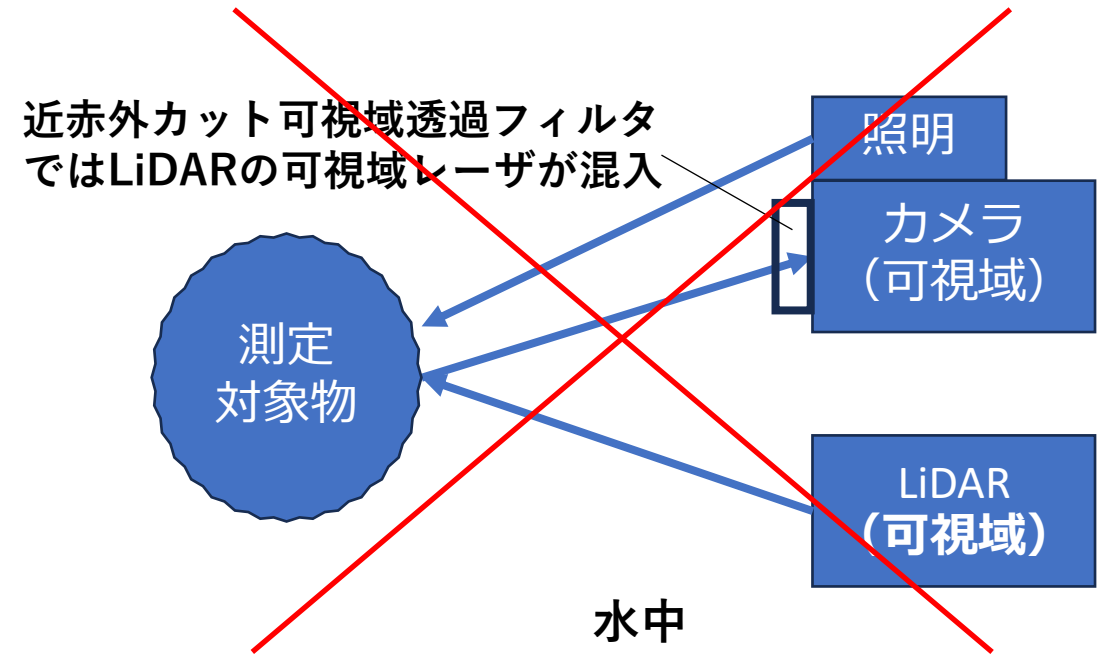 近赤外カット可視域透過フィルタ
ではLiDARの可視域レーザが混入
照明
カメラ
（可視域）
測定
対象物
LiDAR
（可視域）
水中